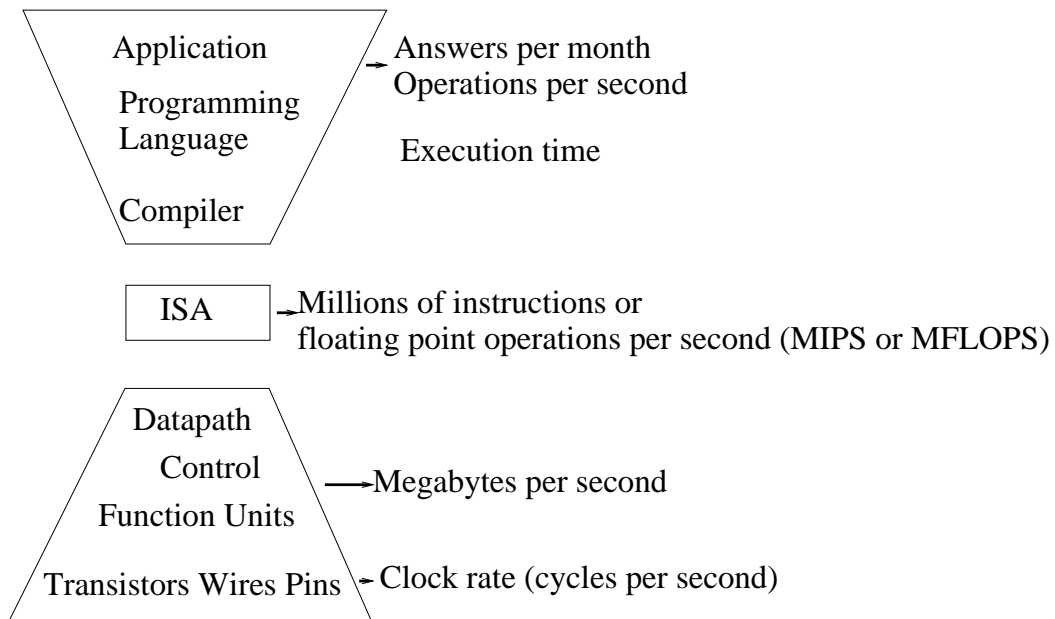 Application
Answers per month
Operations per second
Programming
Language
Execution time
Compiler
ISA
Millions of instructions or
floating point operations per second (MIPS or MFLOPS)
Datapath
Control
Megabytes per second
Function Units
Transistors Wires Pins
Clock rate (cycles per second)